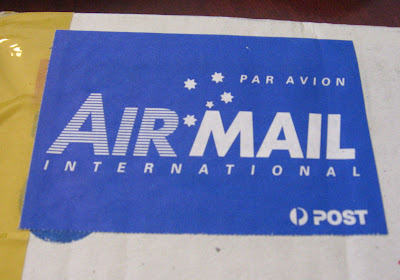 PAR AVION
AIR MAIL
INTERNATIONAL
POST